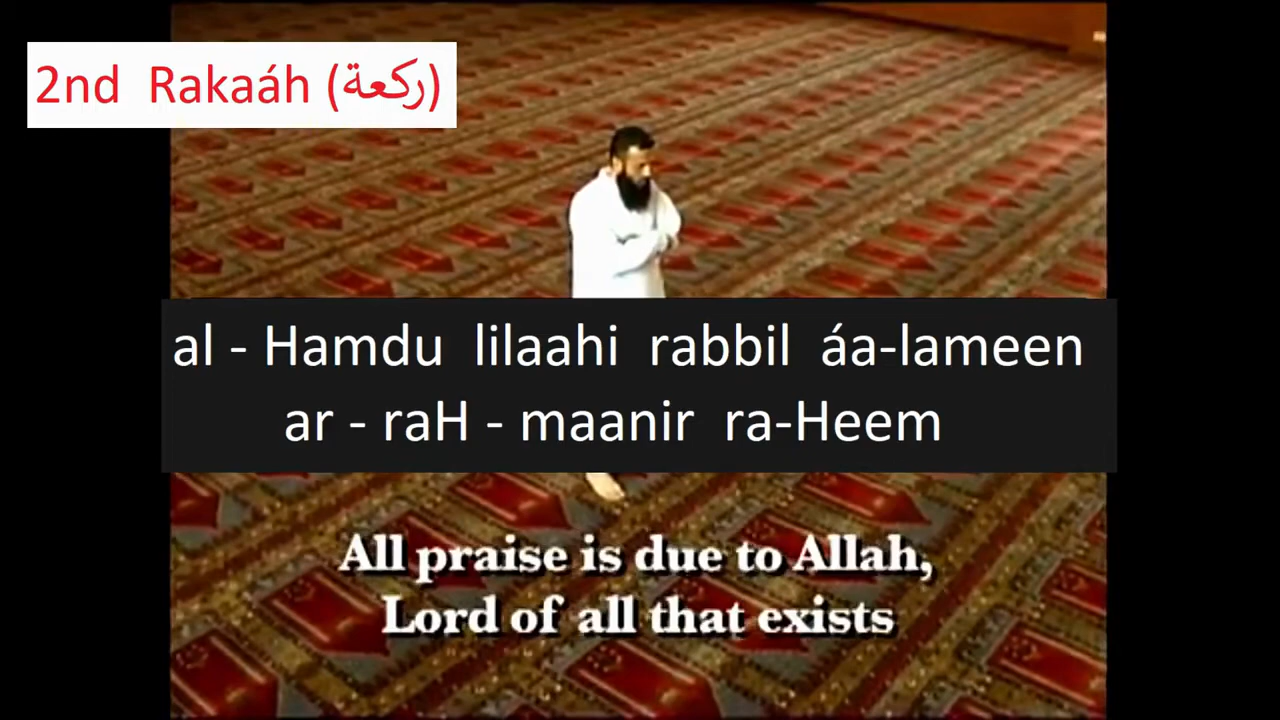 2nd Rakaáh (ركعة)
al - Hamdu lilaahi rabbil áa-lameen
ar - raH - maanir ra-Heem
All praise is due to Allah,
Lord of all that exists